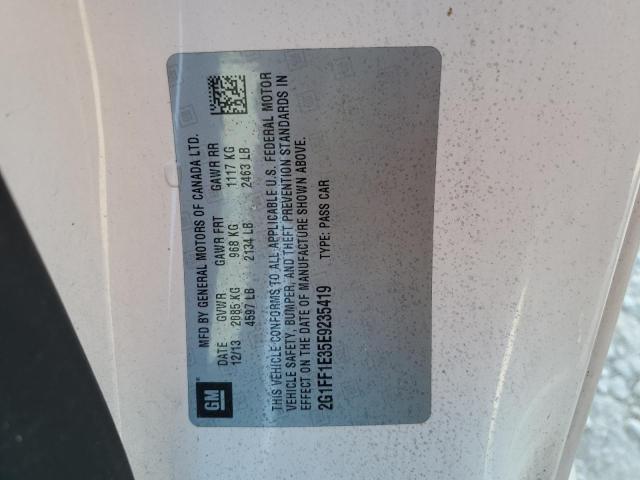 GM
MFD BY GENERAL MOTORS OF CANADA LTD.
DATE GVWR GAWR FRT GAWR RR
12/13 2085 KG 968 KG 1117 KG
4597 LB 2134 LB 2463 LB
THIS VEHICLE CONFORMS TO ALL APPLICABLE U.S. FEDERAL MOTOR
VEHICLE SAFETY, BUMPER, AND THEFT PREVENTION STANDARDS IN
EFFECT ON THE DATE OF MANUFACTURE SHOWN ABOVE.
2G1FF1E35E9235419 TYPE: PASS CAR